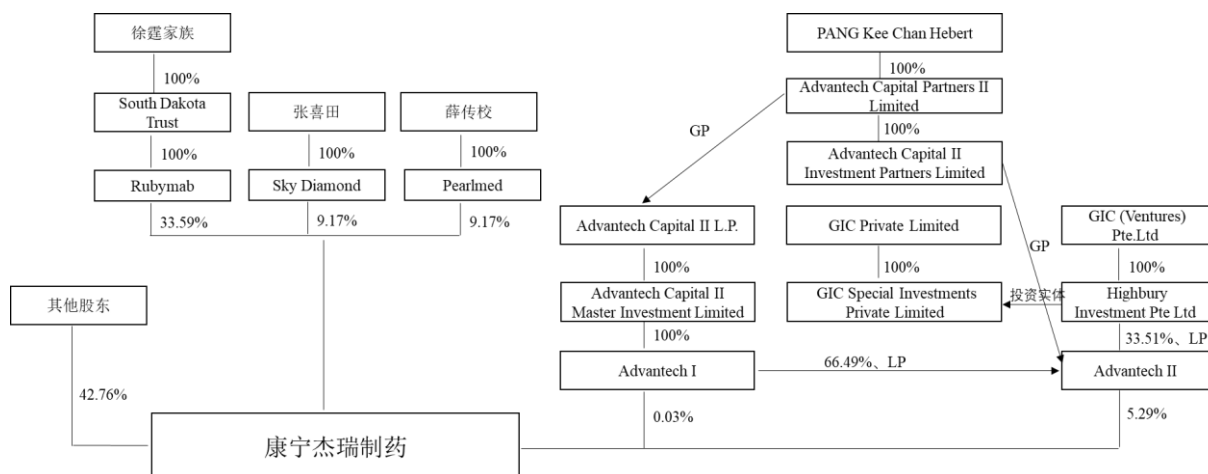 徐霆家族
PANG Kee Chan Hebert
100%
100%
South Dakota
Trust
张喜田
薛传校
Advantech Capital Partners II
Limited
GP
100%
100%
100%
100%
Rubymab
Sky Diamond
Pearlmed
Advantech Capital II
Investment Partners Limited
33.59%
9.17%
9.17%
Advantech Capital II L.P.
GIC Private Limited
GIC (Ventures)
Pte.Ltd
GP
100%
100%
100%
其他股东
Advantech Capital II
Master Investment Limited
GIC Special Investments
Private Limited
投资实体
Highbury
Investment Pte Ltd
100%
33.51%、LP
Advantech I
66.49%、LP
Advantech II
42.76%
0.03%
5.29%
康宁杰瑞制药